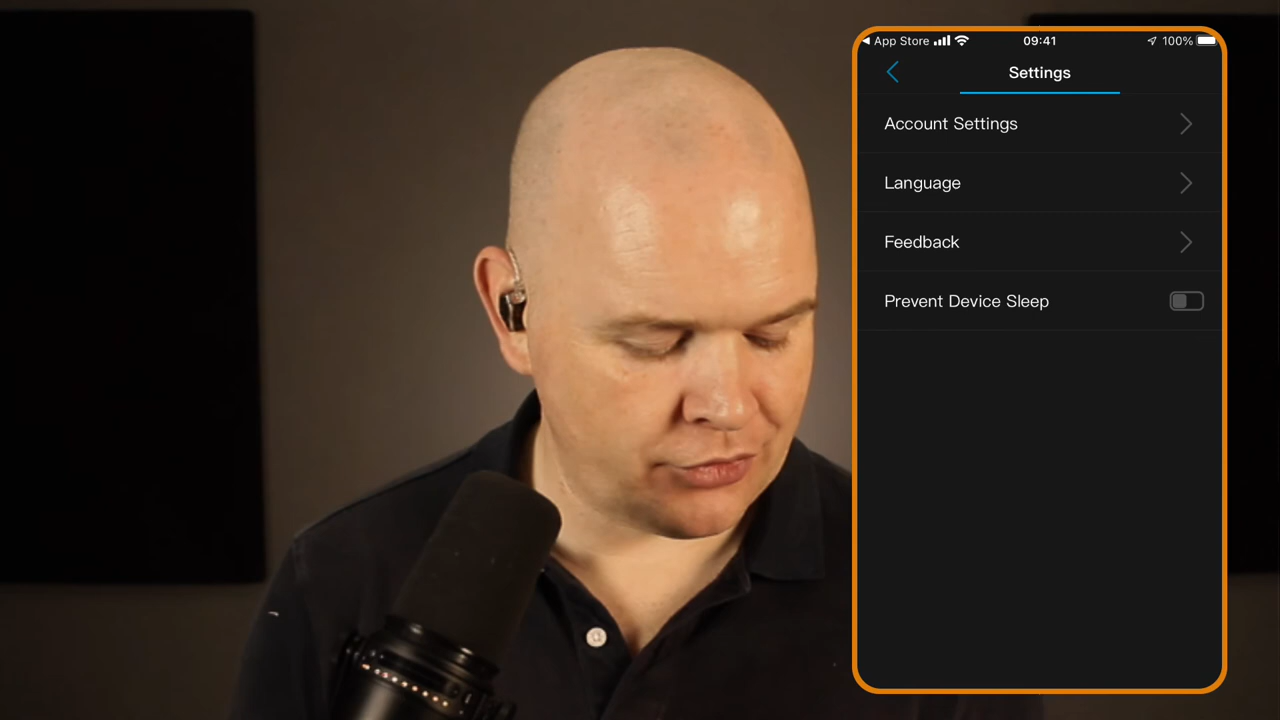 App Store 09:41 100%
Settings
Account Settings
Language
Feedback
Prevent Device Sleep